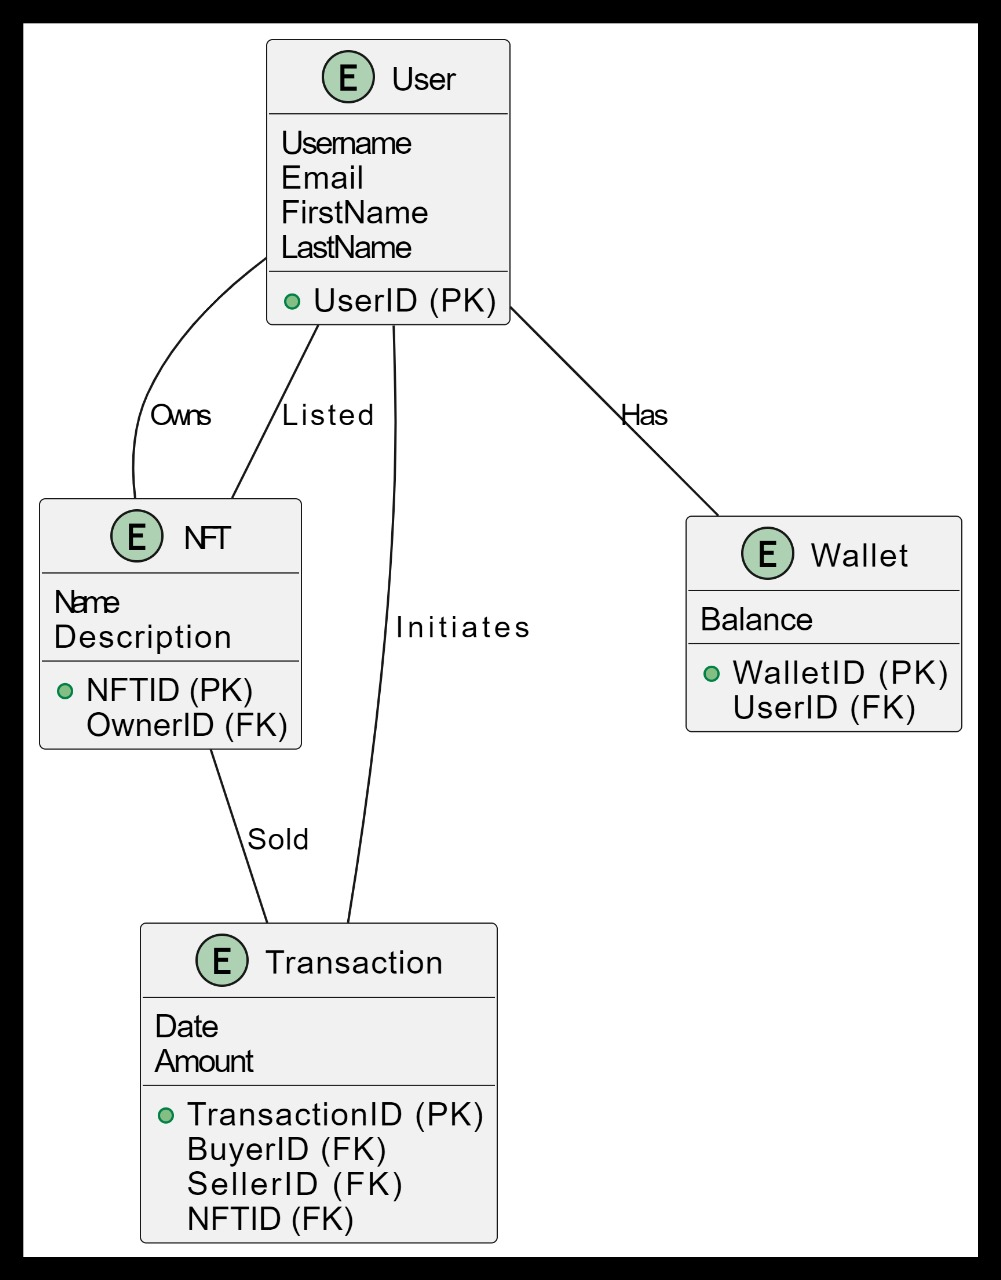 E User
Username
Email
FirstName
LastName
UserID (PK)
Owns
Listed
Has
E NFT
Name
Description
NFTID (PK)
OwnerID (FK)
E Wallet
Balance
WalletID (PK)
UserID (FK)
Initiates
Sold
E Transaction
Date
Amount
TransactionID (PK)
BuyerID (FK)
SellerID (FK)
NFTID (FK)